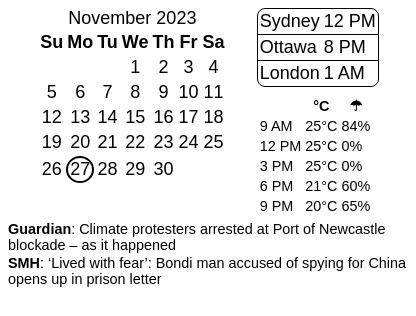 November 2023
Su Mo Tu We Th Fr Sa
1 2 3 4
5 6 7 8 9 10 11
12 13 14 15 16 17 18
19 20 21 22 23 24 25
26 27 28 29 30
Sydney 12 PM
Ottawa 8 PM
London 1 AM
°C ☂
9 AM 25°C 84%
12 PM 25°C 0%
3 PM 25°C 0%
6 PM 21°C 60%
9 PM 20°C 65%
Guardian: Climate protesters arrested at Port of Newcastle
blockade – as it happened
SMH: ‘Lived with fear’: Bondi man accused of spying for China
opens up in prison letter